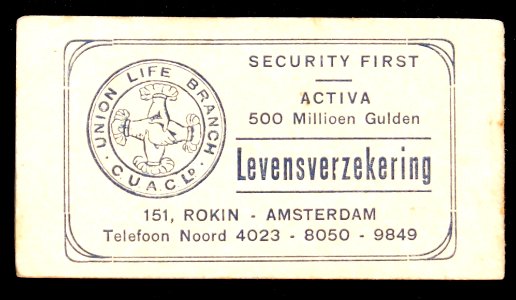 UNION LIFE BRANCH
· C.U.A.C. LD ·
SECURITY FIRST
ACTIVA
500 Millioen Gulden
Levensverzekering
151, ROKIN - AMSTERDAM
Telefoon Noord 4023 - 8050 - 9849